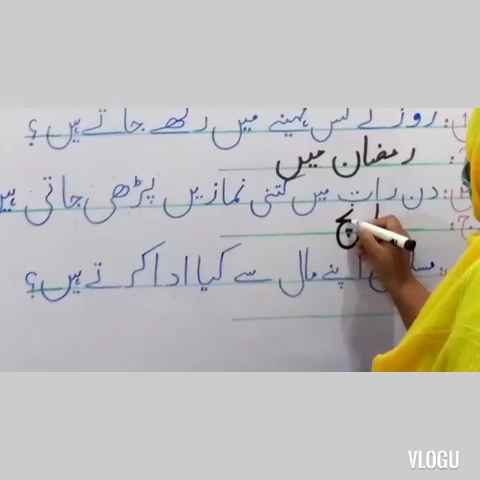 روزے کس مہینے میں رکھے جاتے ہیں؟
رمضان میں
دن رات میں کتنی نمازیں پڑھی جاتی ہیں
اپنے مال سے کیا ادا کرتے ہیں؟
VLOGU